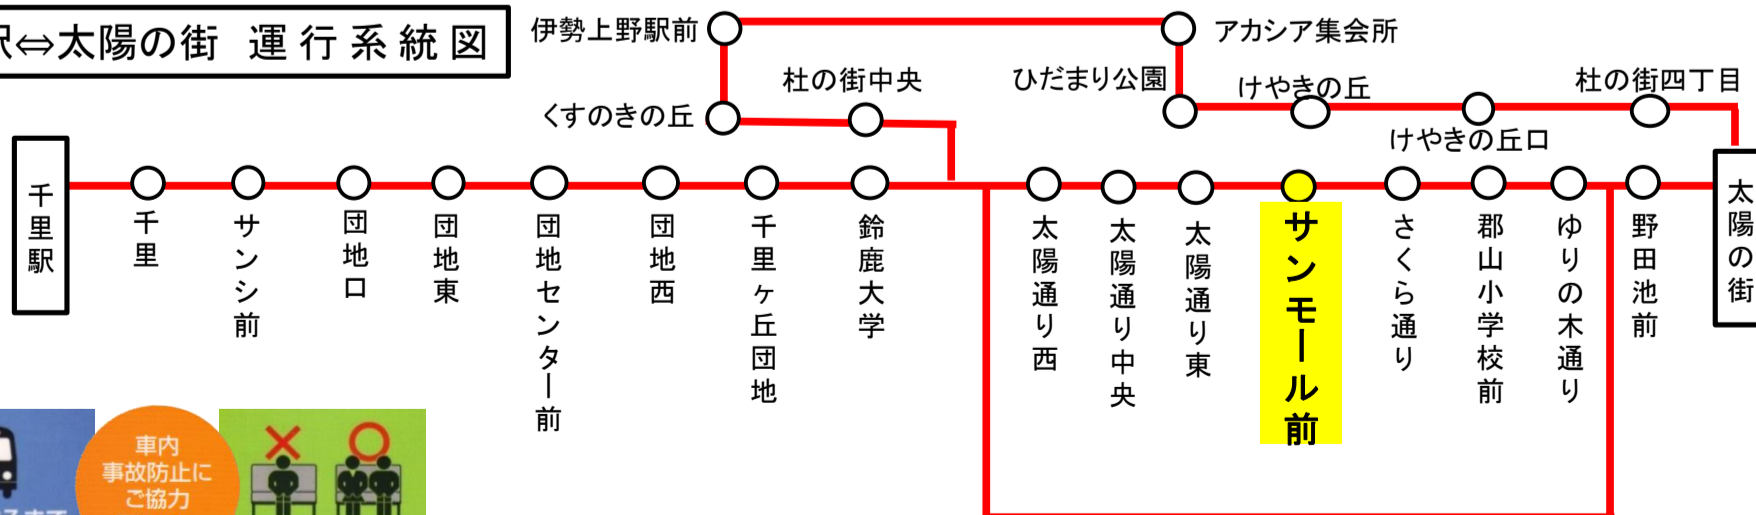 駅⇔太陽の街 運行系統図
伊勢上野駅前
アカシア集会所
杜の街中央
ひだまり公園
けやきの丘
杜の街四丁目
くすのきの丘
けやきの丘口
千里駅
千里
サンシ前
団地口
団地東
団地センター前
団地西
千里ヶ丘団地
鈴鹿大学
太陽通り西
太陽通り中央
太陽通り東
サンモール前
さくら通り
郡山小学校前
ゆりの木通り
野田池前
太陽の街
車内
事故防止に
ご協力